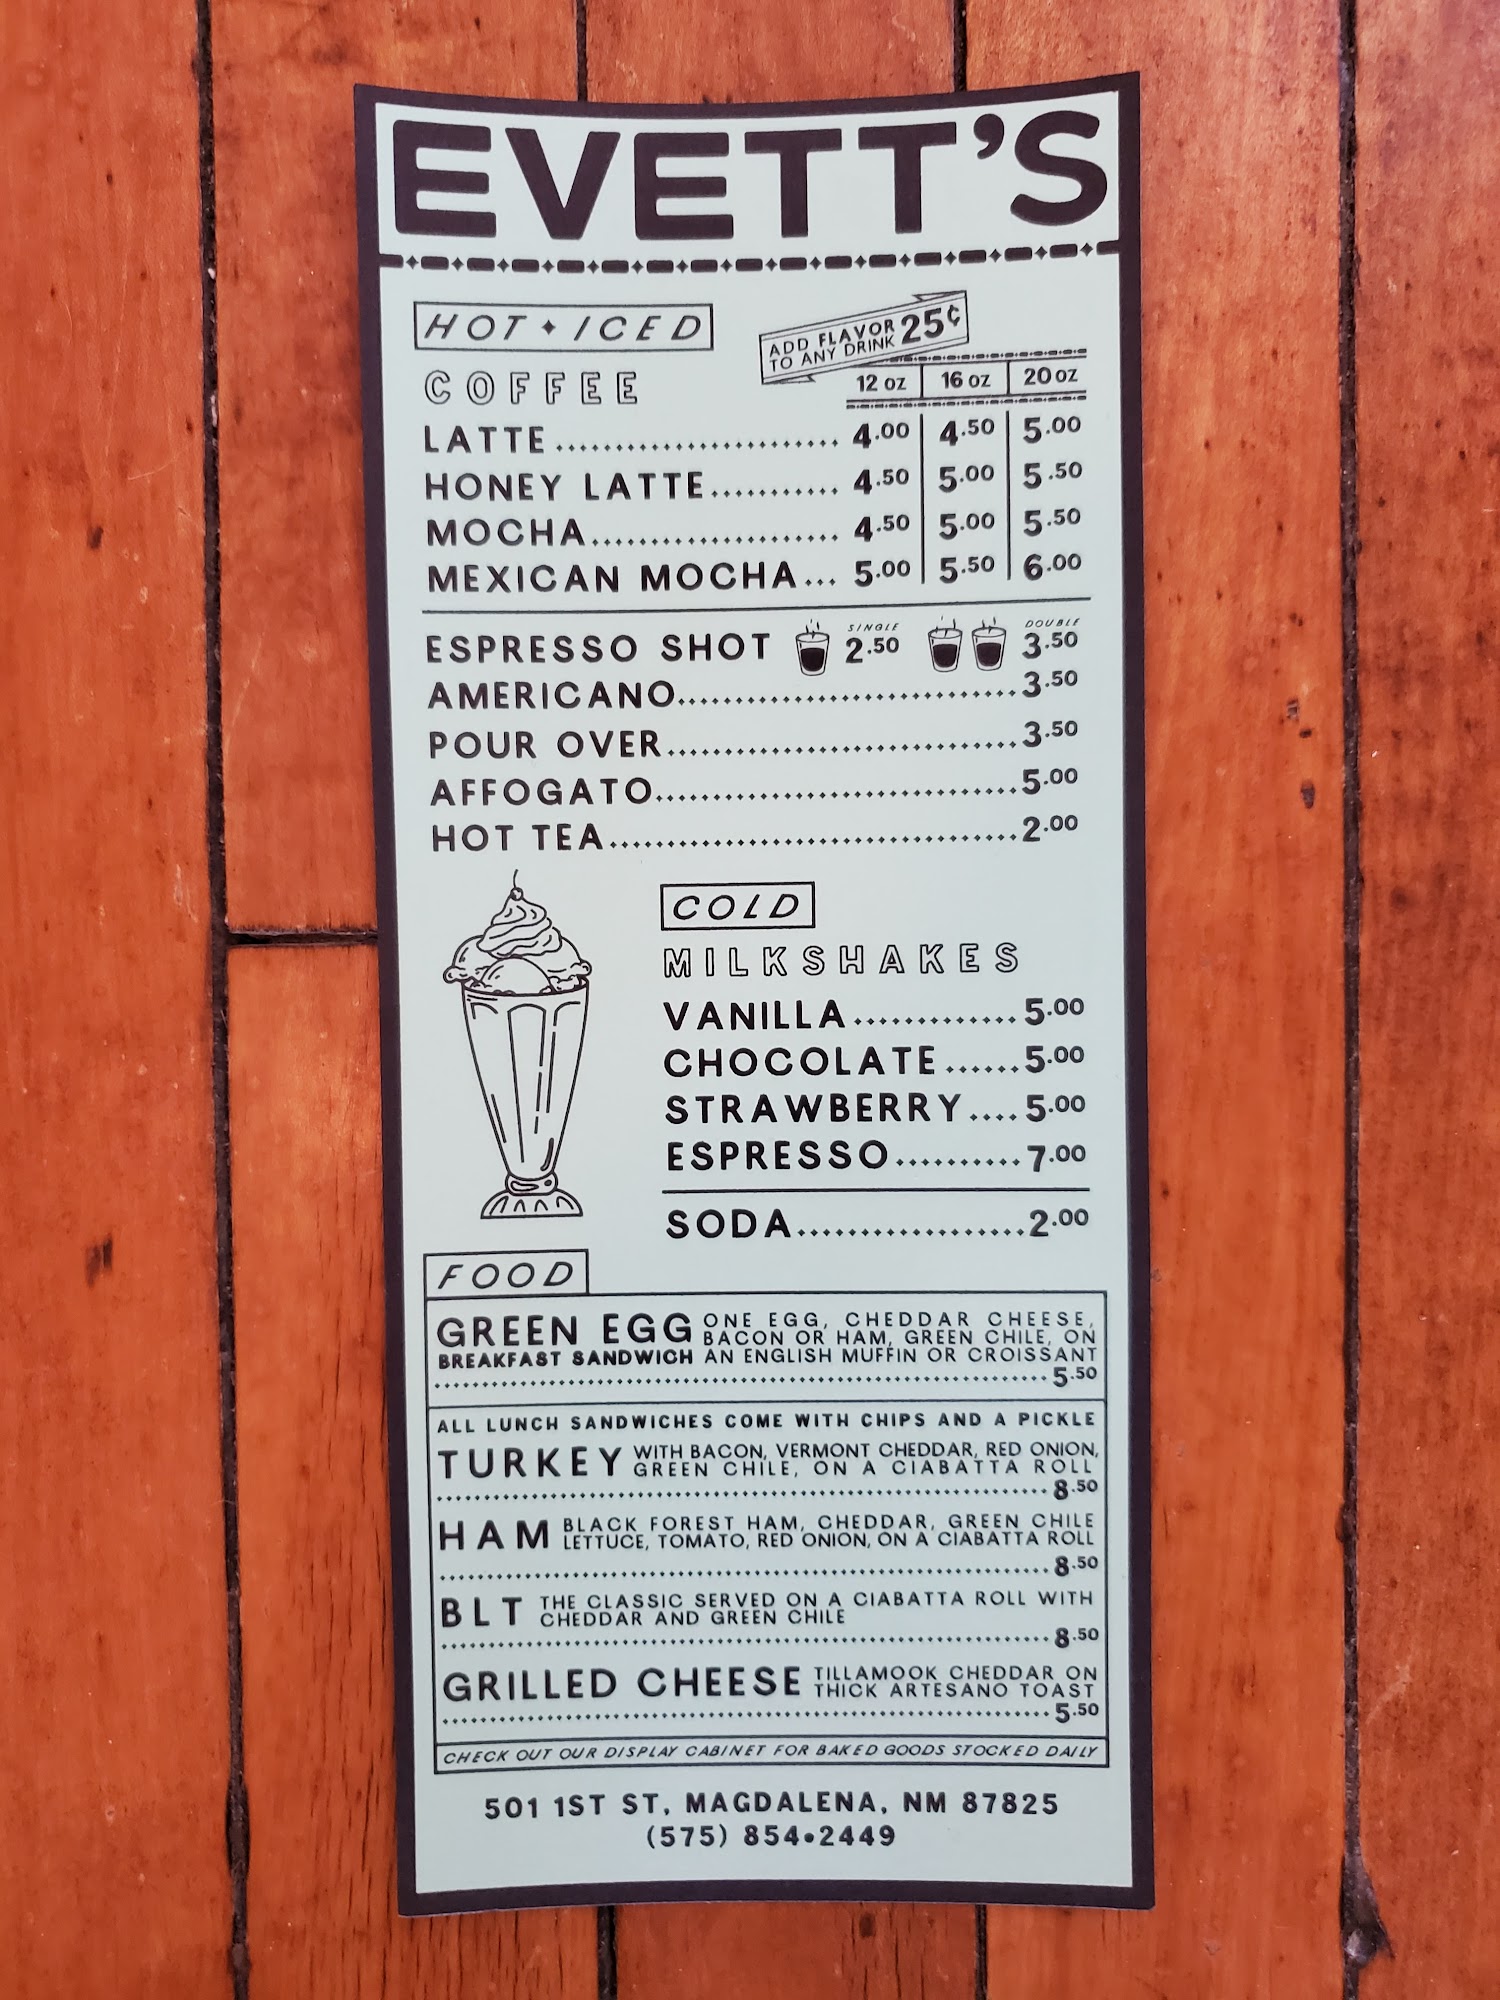 EVETT'S
HOT ✦ ICED
ADD FLAVOR
TO ANY DRINK 25¢
COFFEE
12 OZ 16 OZ 20 OZ
LATTE 4.00 4.50 5.00
HONEY LATTE 4.50 5.00 5.50
MOCHA 4.50 5.00 5.50
MEXICAN MOCHA 5.00 5.50 6.00
ESPRESSO SHOT SINGLE 2.50 DOUBLE 3.50
AMERICANO 3.50
POUR OVER 3.50
AFFOGATO 5.00
HOT TEA 2.00
COLD
MILKSHAKES
VANILLA 5.00
CHOCOLATE 5.00
STRAWBERRY 5.00
ESPRESSO 7.00
SODA 2.00
FOOD
GREEN EGG
BREAKFAST SANDWICH
ONE EGG, CHEDDAR CHEESE,
BACON OR HAM, GREEN CHILE, ON
AN ENGLISH MUFFIN OR CROISSANT
5.50
ALL LUNCH SANDWICHES COME WITH CHIPS AND A PICKLE
TURKEY WITH BACON, VERMONT CHEDDAR, RED ONION,
GREEN CHILE, ON A CIABATTA ROLL
8.50
HAM BLACK FOREST HAM, CHEDDAR, GREEN CHILE
LETTUCE, TOMATO, RED ONION, ON A CIABATTA ROLL
8.50
BLT THE CLASSIC SERVED ON A CIABATTA ROLL WITH
CHEDDAR AND GREEN CHILE
8.50
GRILLED CHEESE TILLAMOOK CHEDDAR ON
THICK ARTESANO TOAST
5.50
CHECK OUT OUR DISPLAY CABINET FOR BAKED GOODS STOCKED DAILY
501 1ST ST, MAGDALENA, NM 87825
(575) 854•2449